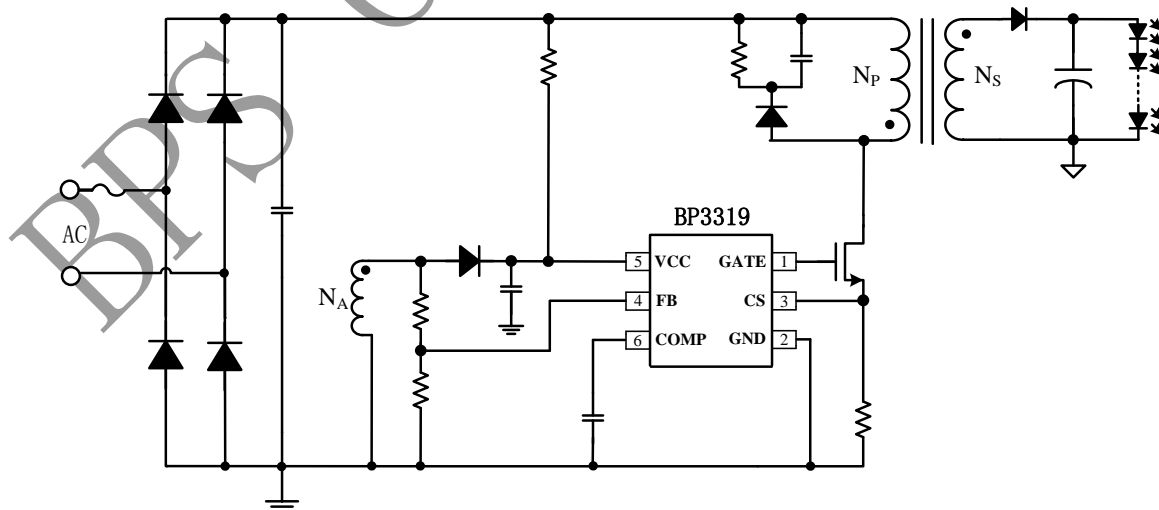 BPS
AC
N_A
BP3319
5 VCC GATE 1
4 FB CS 3
6 COMP GND 2
N_P
N_S